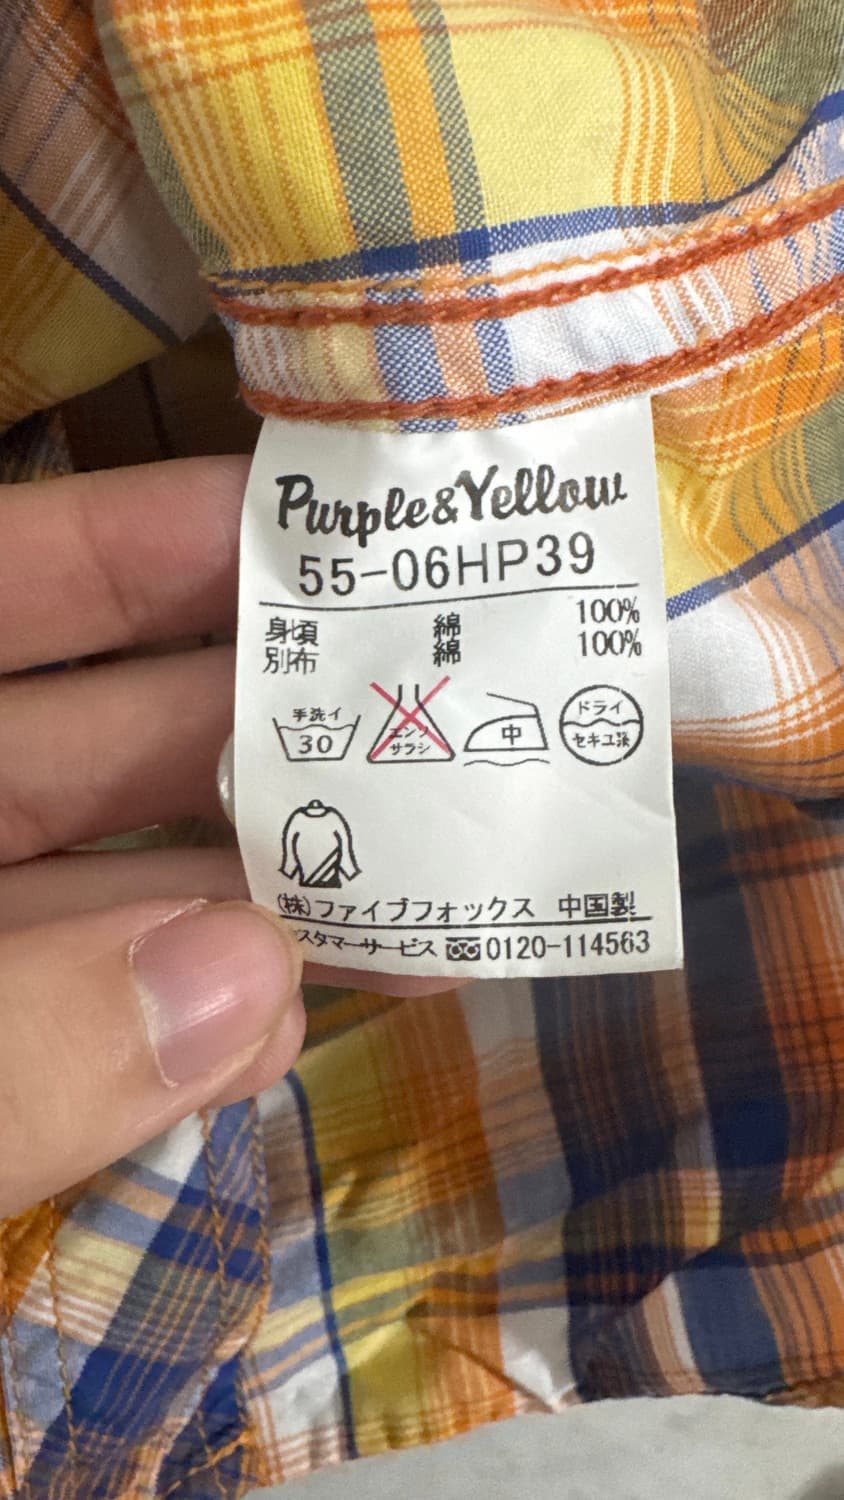 Purple&Yellow
55-06HP39
身頃 綿 100%
別布 綿 100%
手洗イ
30
エンソ
サラシ
中
ドライ
セキユ系
(株)ファイブフォックス 中国製
スタマーサービス 0120-114563